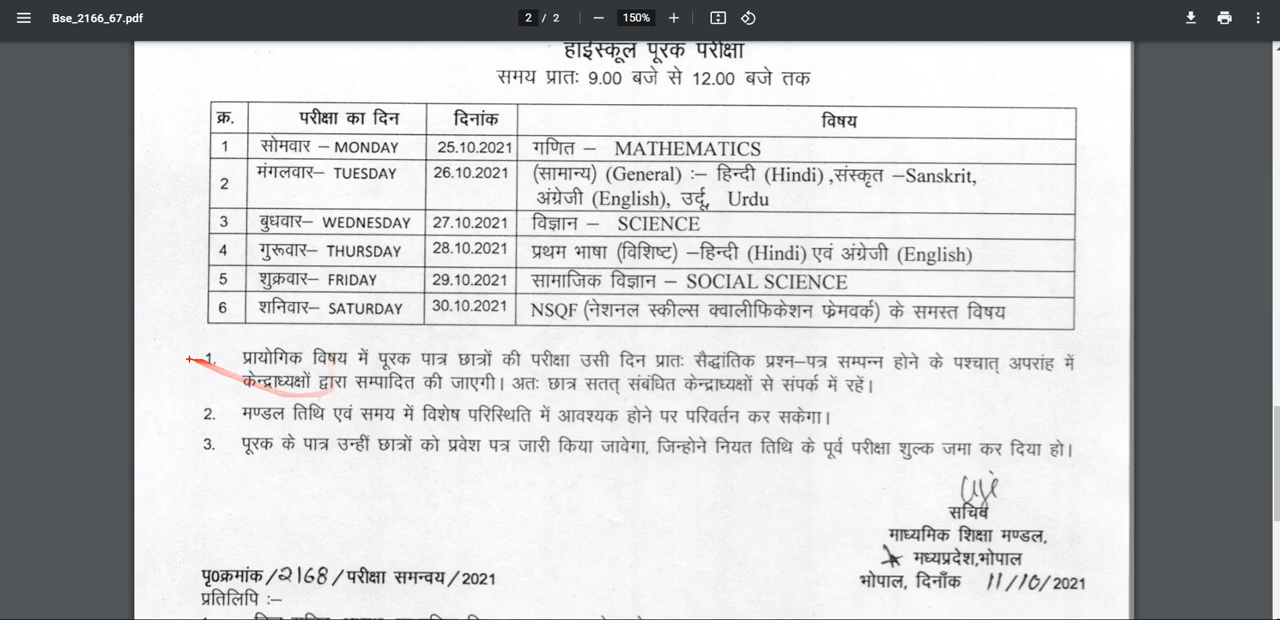 Bse_2166_67.pdf
2 / 2
150%
हाईस्कूल पूरक परीक्षा
समय प्रातः 9.00 बजे से 12.00 बजे तक
क्र. परीक्षा का दिन दिनांक विषय
1 सोमवार – MONDAY 25.10.2021 गणित – MATHEMATICS
2 मंगलवार– TUESDAY 26.10.2021 (सामान्य) (General) :– हिन्दी (Hindi) ,संस्कृत –Sanskrit,
अंग्रेजी (English), उर्दू, Urdu
3 बुधवार– WEDNESDAY 27.10.2021 विज्ञान – SCIENCE
4 गुरूवार– THURSDAY 28.10.2021 प्रथम भाषा (विशिष्ट) –हिन्दी (Hindi) एवं अंग्रेजी (English)
5 शुक्रवार– FRIDAY 29.10.2021 सामाजिक विज्ञान – SOCIAL SCIENCE
6 शनिवार– SATURDAY 30.10.2021 NSQF (नेशनल स्कील्स क्वालीफिकेशन फ्रेमवर्क) के समस्त विषय
1. प्रायोगिक विषय में पूरक पात्र छात्रों की परीक्षा उसी दिन प्रातः सैद्धांतिक प्रश्न–पत्र सम्पन्न होने के पश्चात् अपरांह में
केन्द्राध्यक्षों द्वारा सम्पादित की जाएगी। अतः छात्र सतत् संबंधित केन्द्राध्यक्षों से संपर्क में रहें।
2. मण्डल तिथि एवं समय में विशेष परिस्थिति में आवश्यक होने पर परिवर्तन कर सकेगा।
3. पूरक के पात्र उन्हीं छात्रों को प्रवेश पत्र जारी किया जावेगा, जिन्होने नियत तिथि के पूर्व परीक्षा शुल्क जमा कर दिया हो।
सचिव
माध्यमिक शिक्षा मण्डल,
मध्यप्रदेश,भोपाल
भोपाल, दिनाँक 11/10/2021
पृ0क्रमांक/2168/परीक्षा समन्वय/2021
प्रतिलिपि :–